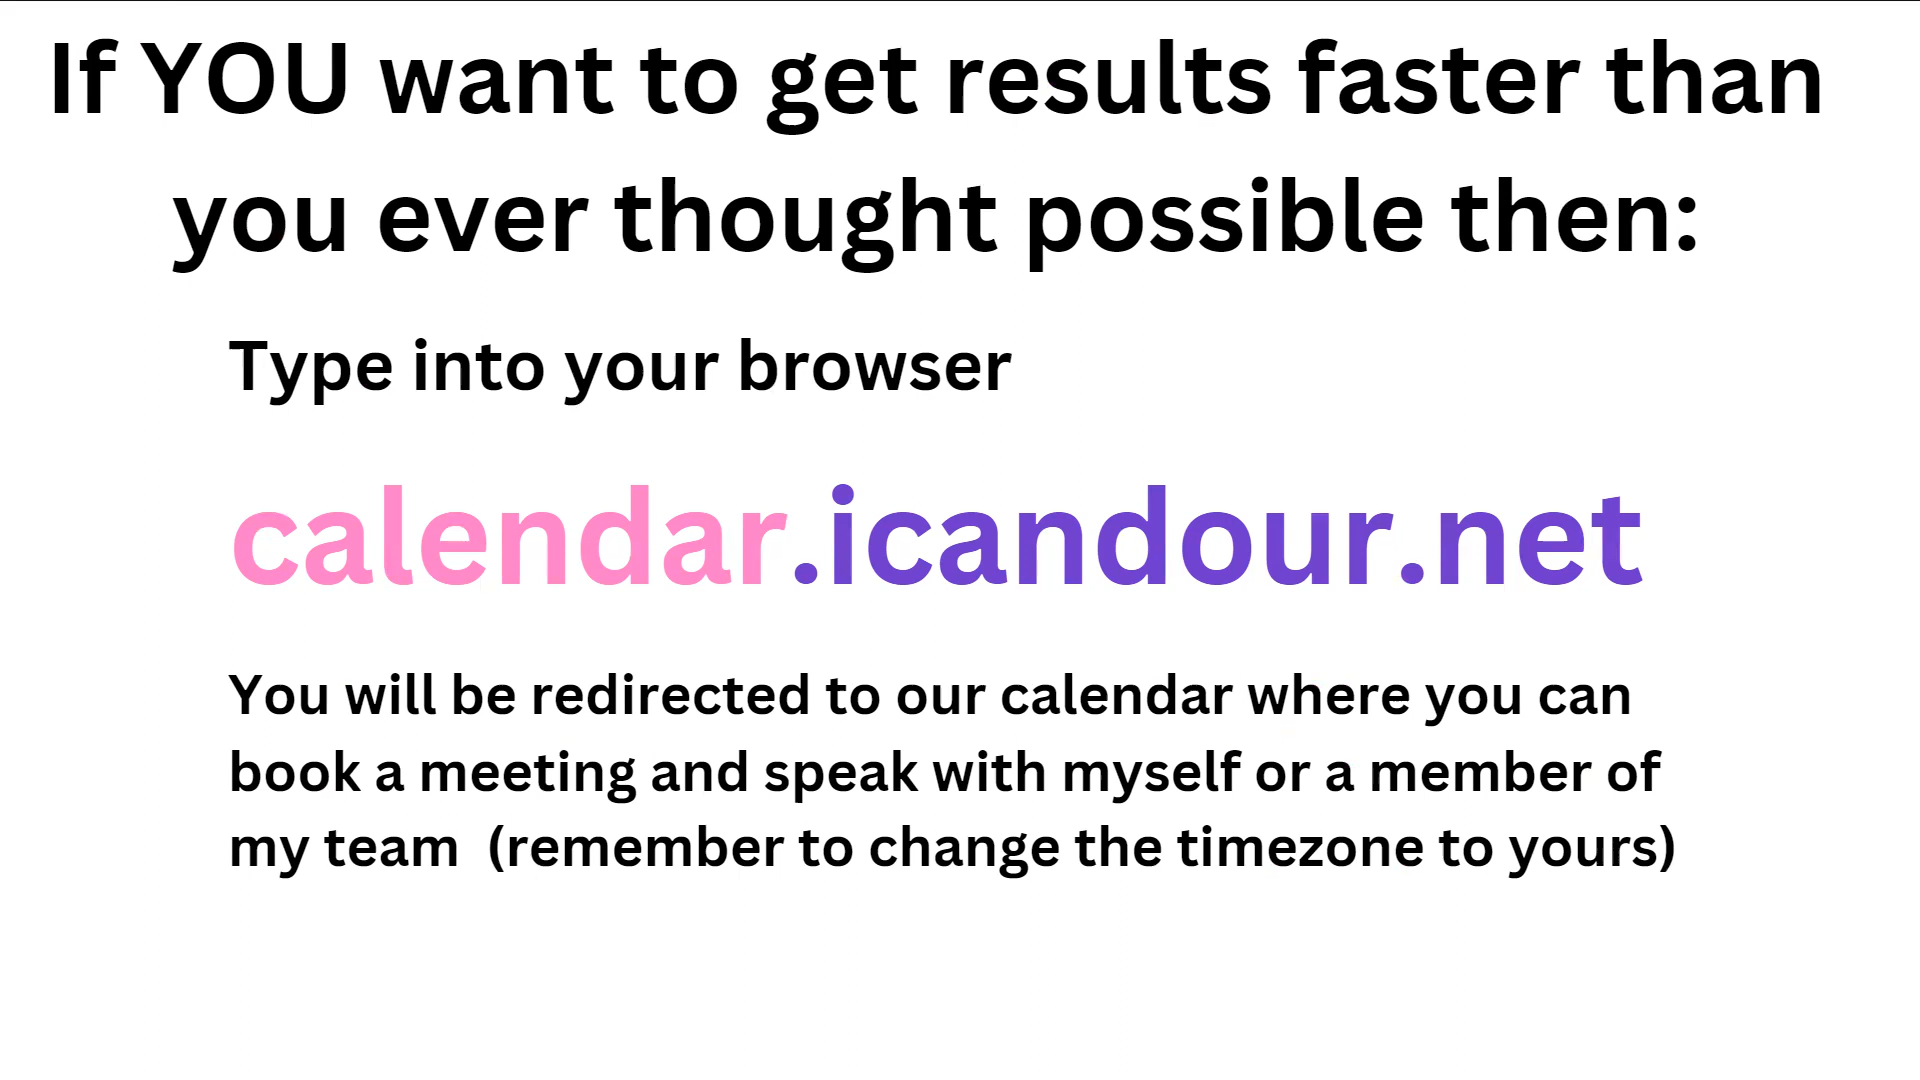 If YOU want to get results faster than
you ever thought possible then:
Type into your browser
calendar.icandour.net
You will be redirected to our calendar where you can
book a meeting and speak with myself or a member of
my team  (remember to change the timezone to yours)